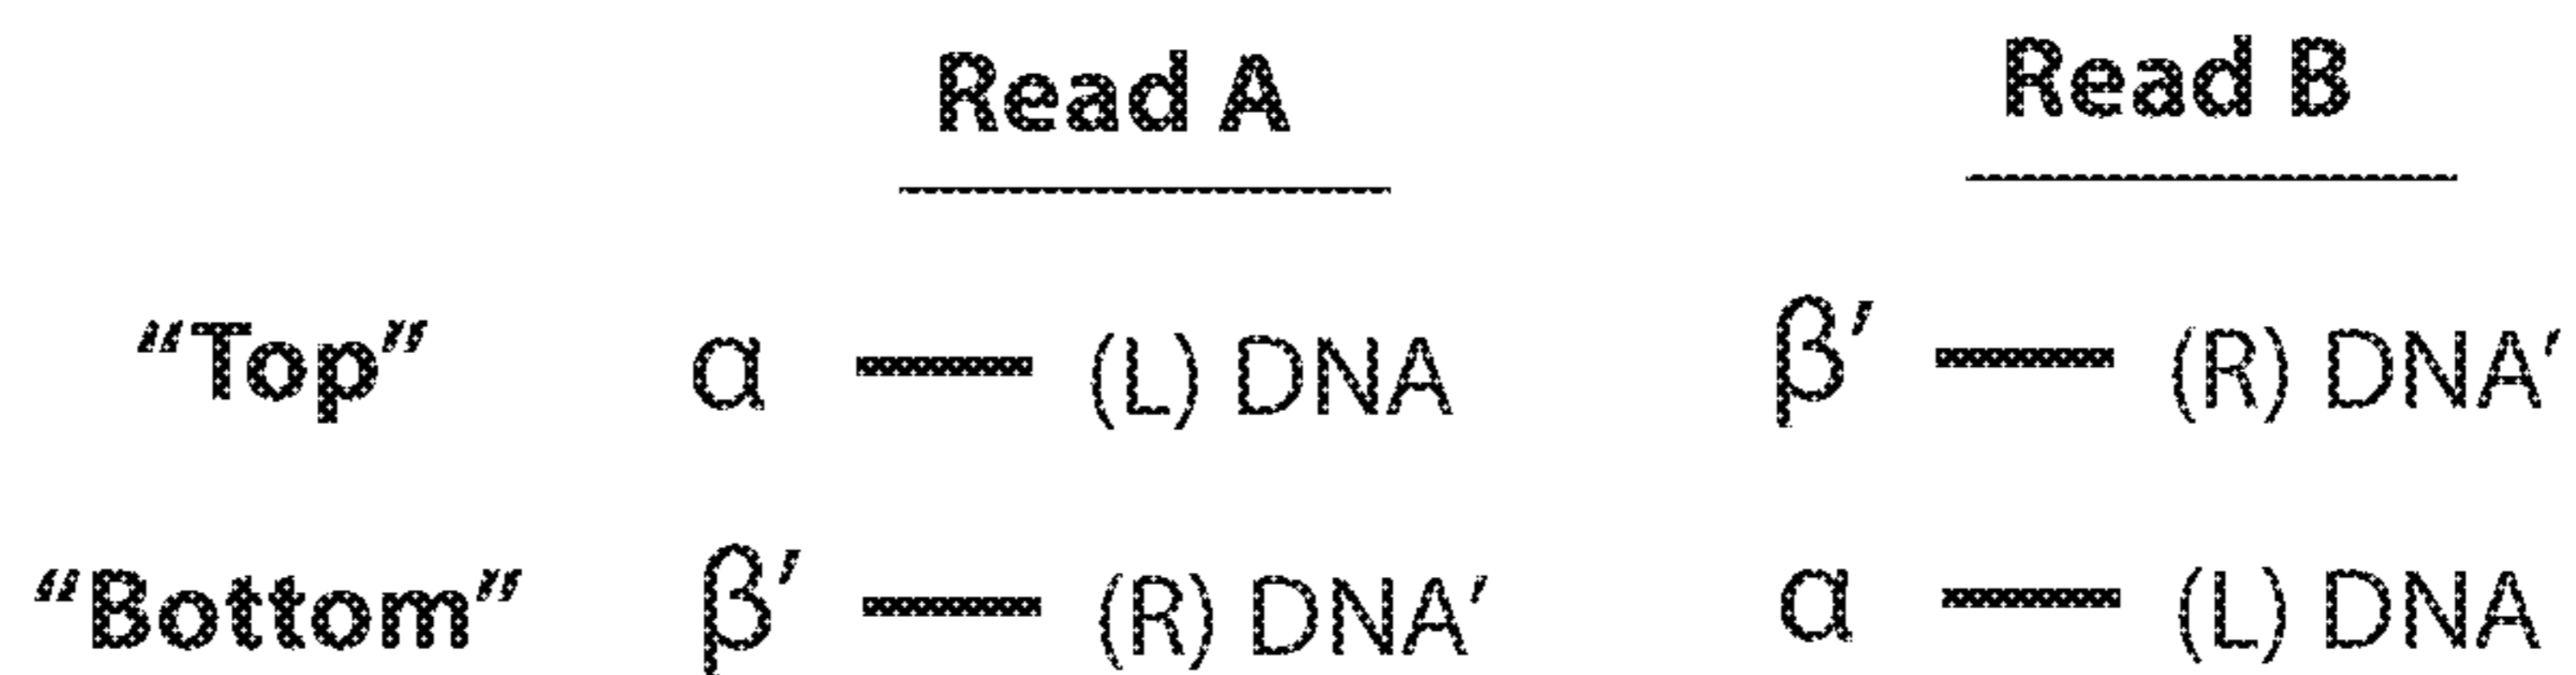 Read A Read B
“Top” α — (L) DNA β’ — (R) DNA’
“Bottom” β’ — (R) DNA’ α — (L) DNA